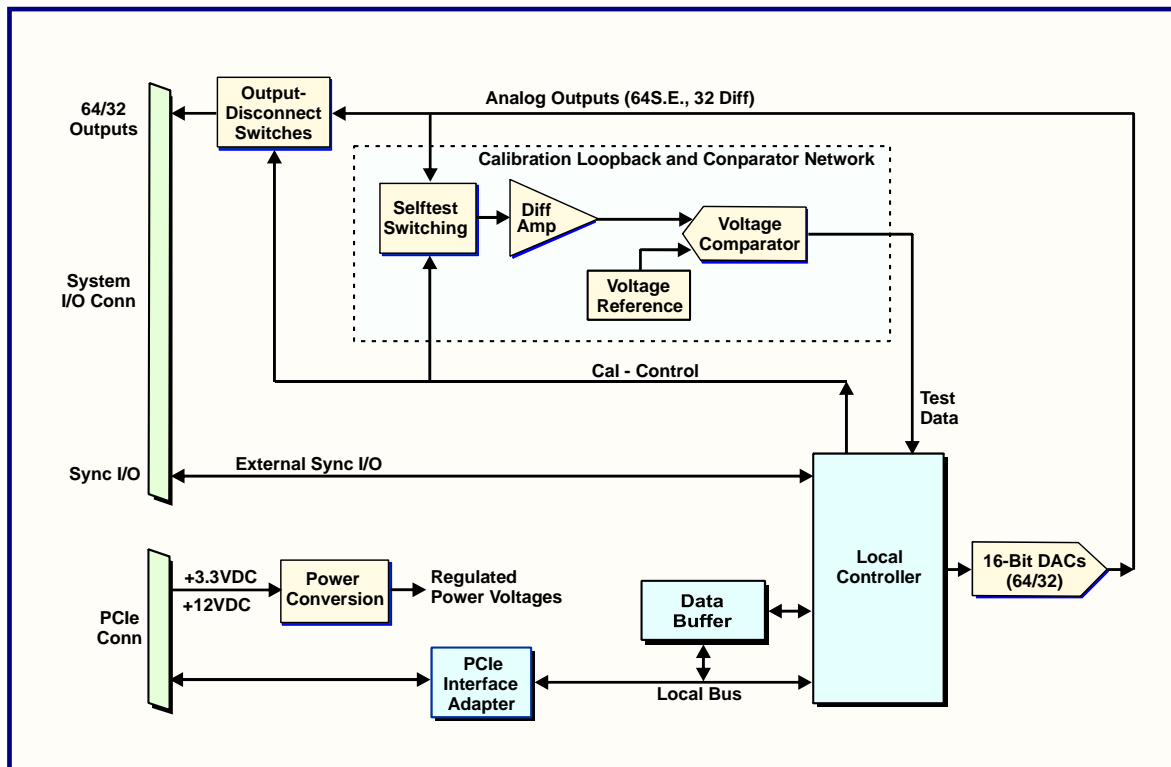 64/32
Outputs
Output-
Disconnect
Switches
Analog Outputs (64S.E., 32 Diff)
Calibration Loopback and Conparator Network
Selftest
Switching
Diff
Amp
Voltage
Comparator
Voltage
Reference
System
I/O Conn
Cal - Control
Test
Data
Sync I/O
External Sync I/O
Local
Controller
16-Bit DACs
(64/32)
PCIe
Conn
+3.3VDC
+12VDC
Power
Conversion
Regulated
Power Voltages
Data
Buffer
PCIe
Interface
Adapter
Local Bus